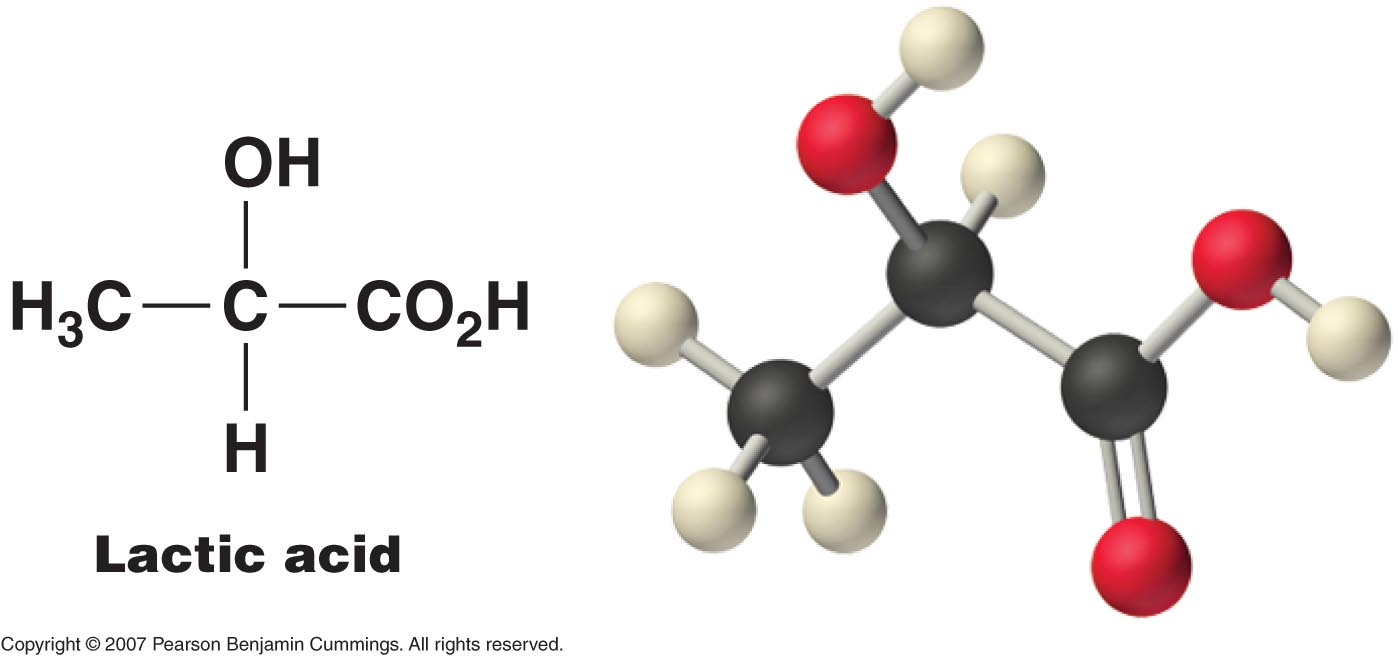 OH
H₃C — C — CO₂H
H
Lactic acid
Copyright © 2007 Pearson Benjamin Cummings. All rights reserved.